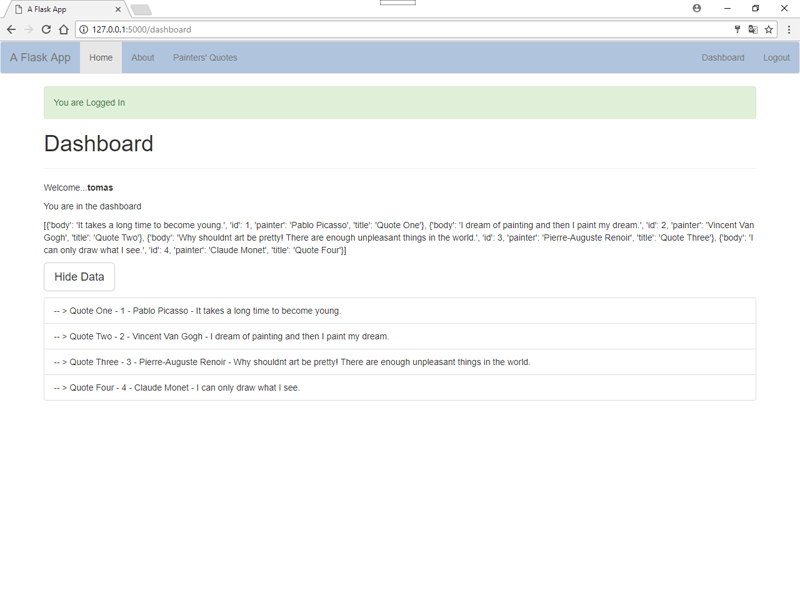 A Flask App
127.0.0.1:5000/dashboard
A Flask App Home About Painters' Quotes Dashboard Logout
You are Logged In
Dashboard
Welcome...tomas
You are in the dashboard
[{'body': 'It takes a long time to become young.', 'id': 1, 'painter': 'Pablo Picasso', 'title': 'Quote One'}, {'body': 'I dream of painting and then I paint my dream.', 'id': 2, 'painter': 'Vincent Van
Gogh', 'title': 'Quote Two'}, {'body': 'Why shouldnt art be pretty! There are enough unpleasant things in the world.', 'id': 3, 'painter': 'Pierre-Auguste Renoir', 'title': 'Quote Three'}, {'body': 'I
can only draw what I see.', 'id': 4, 'painter': 'Claude Monet', 'title': 'Quote Four'}]
Hide Data
-- > Quote One - 1 - Pablo Picasso - It takes a long time to become young.
-- > Quote Two - 2 - Vincent Van Gogh - I dream of painting and then I paint my dream.
-- > Quote Three - 3 - Pierre-Auguste Renoir - Why shouldnt art be pretty! There are enough unpleasant things in the world.
-- > Quote Four - 4 - Claude Monet - I can only draw what I see.